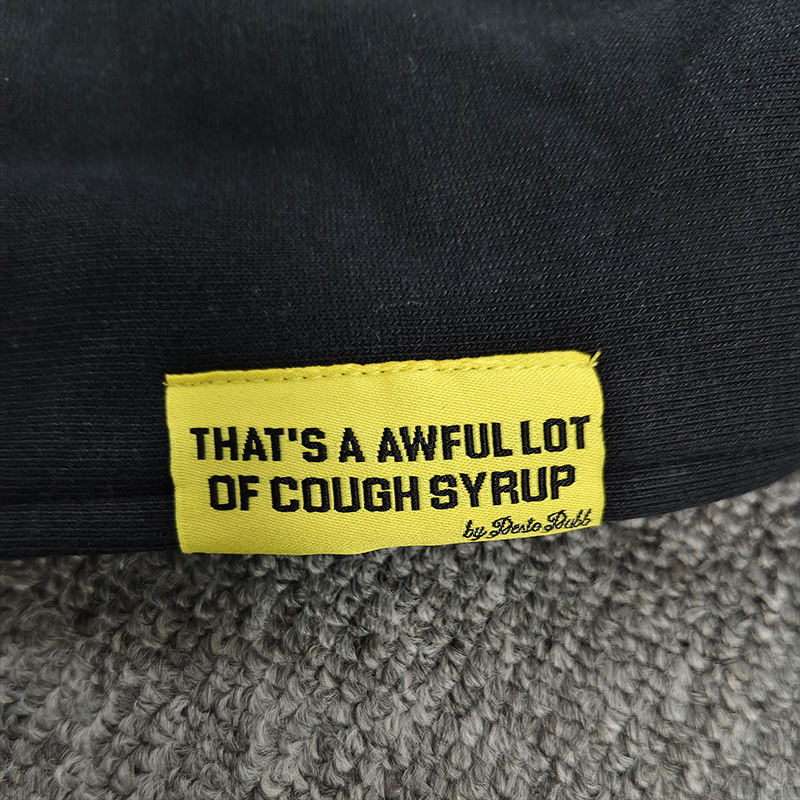 THAT'S A AWFUL LOT
OF COUGH SYRUP
by Desto Dubb